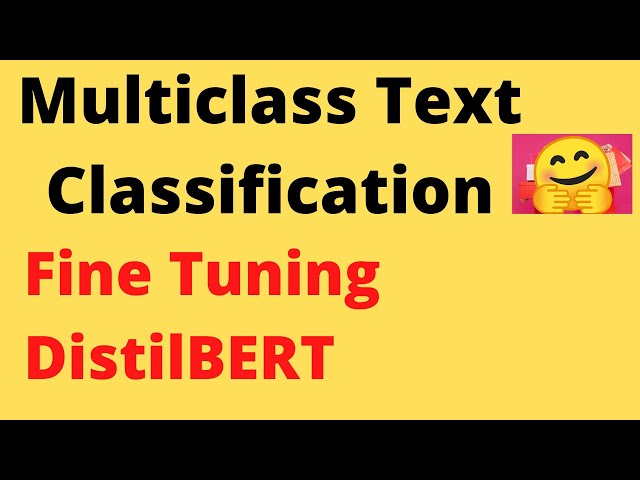 Multiclass Text
Classification
Fine Tuning
DistilBERT